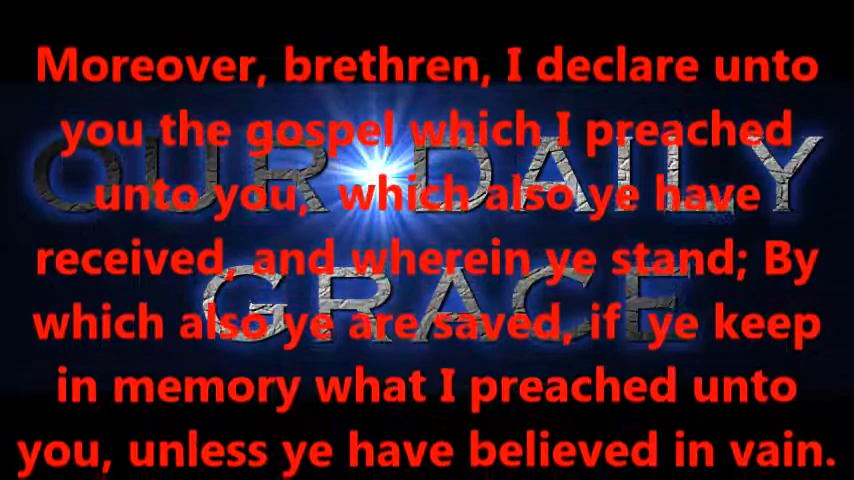 Moreover, brethren, I declare unto
you the gospel which I preached
unto you, which also ye have
received, and wherein ye stand; By
which also ye are saved, if ye keep
in memory what I preached unto
you, unless ye have believed in vain.
OUR DAILY
GRACE